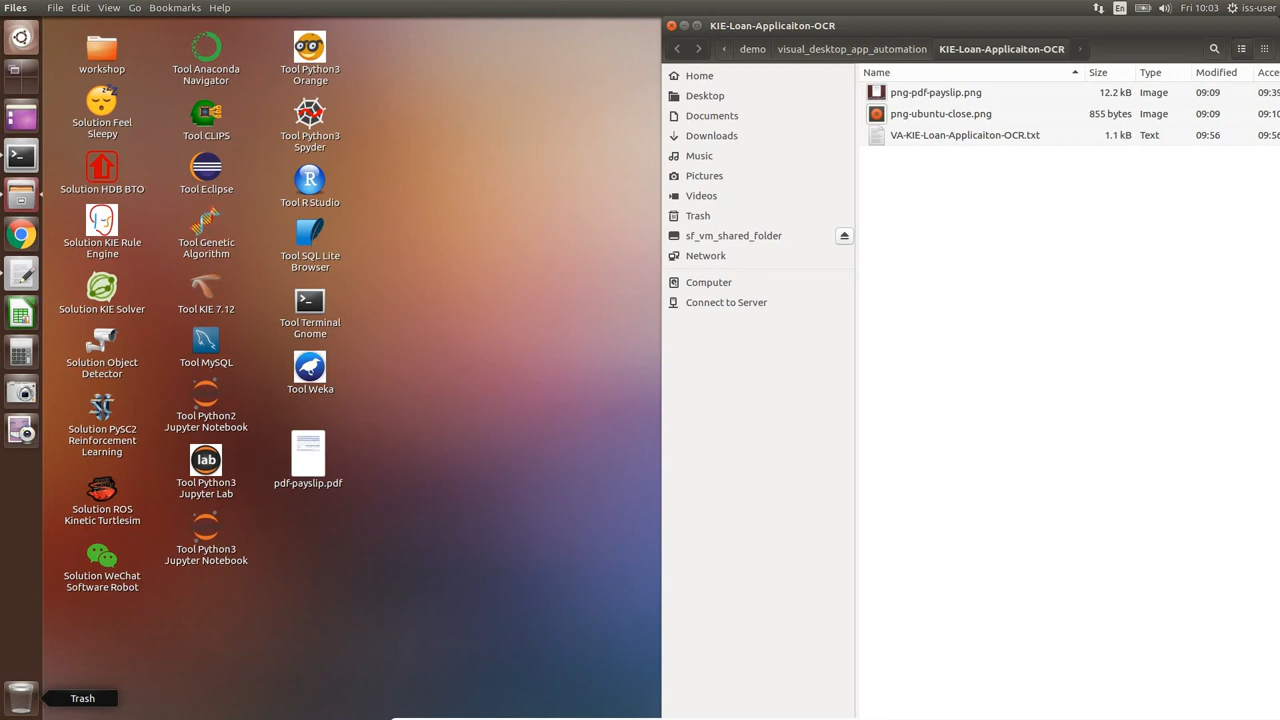 Files File Edit View Go Bookmarks Help En Fri 10:03 iss-user
workshop
Solution Feel
Sleepy
Solution HDB BTO
Solution KIE Rule
Engine
Solution KIE Solver
Solution Object
Detector
Solution PySC2
Reinforcement
Learning
Solution ROS
Kinetic Turtlesim
Solution WeChat
Software Robot
Tool Anaconda
Navigator
Tool CLIPS
Tool Eclipse
Tool Genetic
Algorithm
Tool KIE 7.12
Tool MySQL
Tool Python2
Jupyter Notebook
lab
Tool Python3
Jupyter Lab
Tool Python3
Jupyter Notebook
Tool Python3
Orange
Tool Python3
Spyder
R
Tool R Studio
Tool SQL Lite
Browser
Tool Terminal
Gnome
Tool Weka
pdf-payslip.pdf
Trash
KIE-Loan-Applicaiton-OCR
demo visual_desktop_app_automation KIE-Loan-Applicaiton-OCR
Home
Desktop
Documents
Downloads
Music
Pictures
Videos
Trash
sf_vm_shared_folder
Network
Computer
Connect to Server
Name Size Type Modified Acce
png-pdf-payslip.png 12.2 kB Image 09:09 09:39
png-ubuntu-close.png 855 bytes Image 09:09 09:10
VA-KIE-Loan-Applicaiton-OCR.txt 1.1 kB Text 09:56 09:56